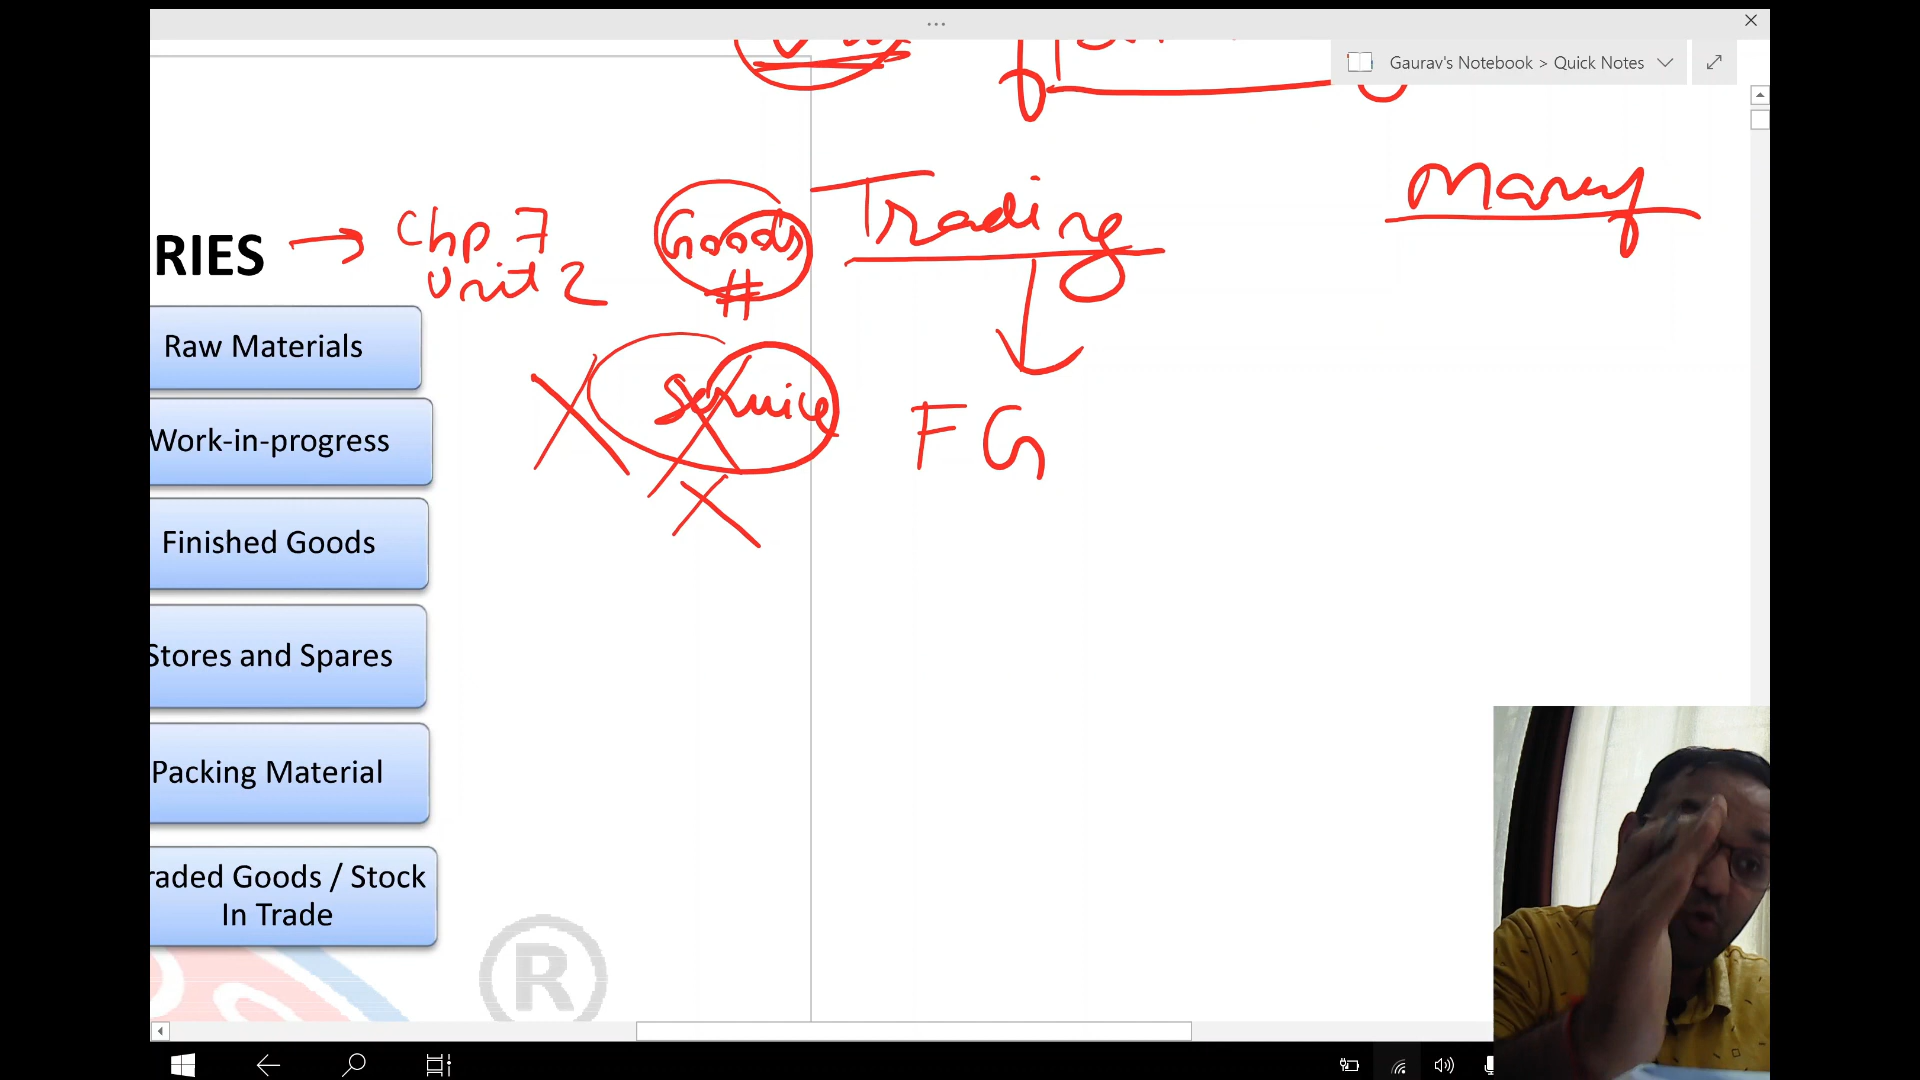 Gaurav's Notebook > Quick Notes
Manuf
Trading
Goods
RIES
Chp 7
Unit 2
Raw Materials
Service
FG
Work-in-progress
Finished Goods
Stores and Spares
Packing Material
raded Goods / Stock
In Trade
®